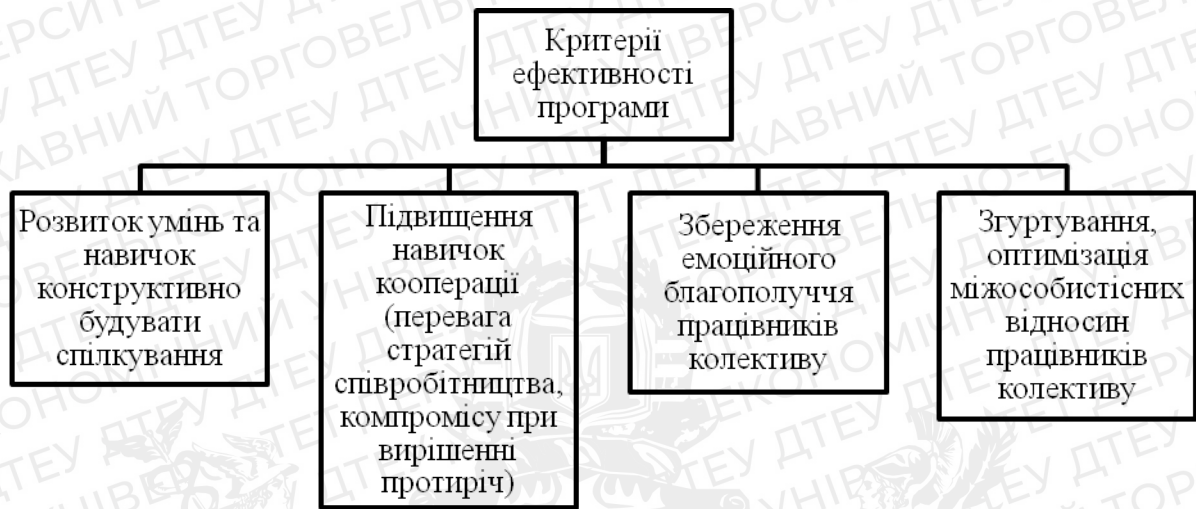 Критерії
ефективності
програми
Розвиток умінь та
навичок
конструктивно
будувати
спілкування
Підвищення
навичок
кооперації
(перевага
стратегій
співробітництва,
компромісу при
вирішенні
протиріч)
Збереження
емоційного
благополуччя
працівників
колективу
Згуртування,
оптимізація
міжособистісних
відносин
працівників
колективу